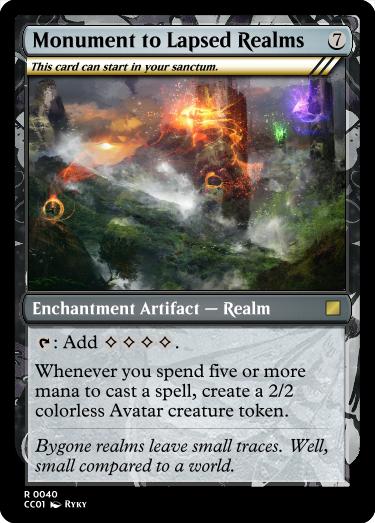 Monument to Lapsed Realms 7
This card can start in your sanctum.
Enchantment Artifact — Realm
: Add ◇ ◇ ◇ ◇.
Whenever you spend five or more
mana to cast a spell, create a 2/2
colorless Avatar creature token.
Bygone realms leave small traces. Well,
small compared to a world.
R 0040
CC01 Ryky